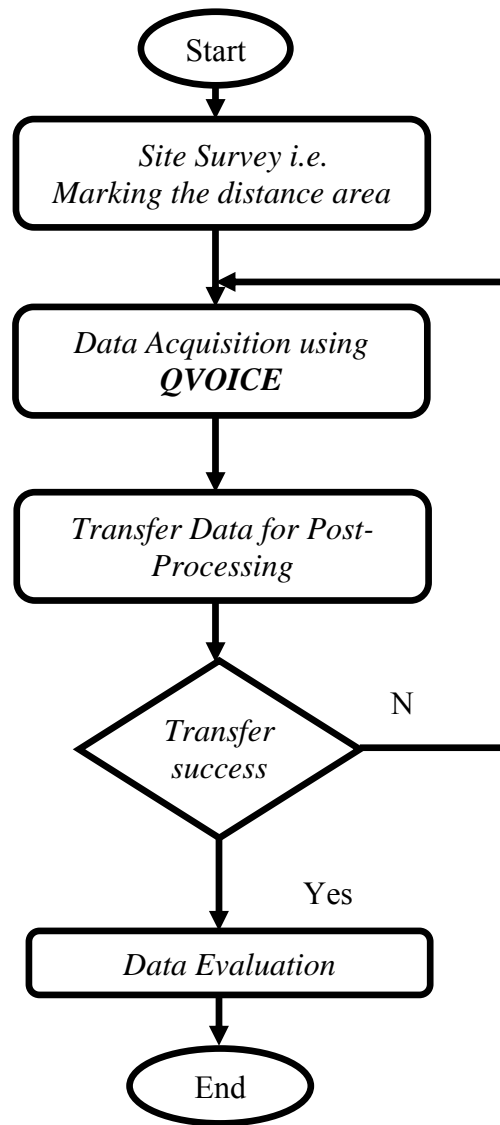 Start
Site Survey i.e.
Marking the distance area
Data Acquisition using
QVOICE
Transfer Data for Post-
Processing
Transfer
success
N
Yes
Data Evaluation
End